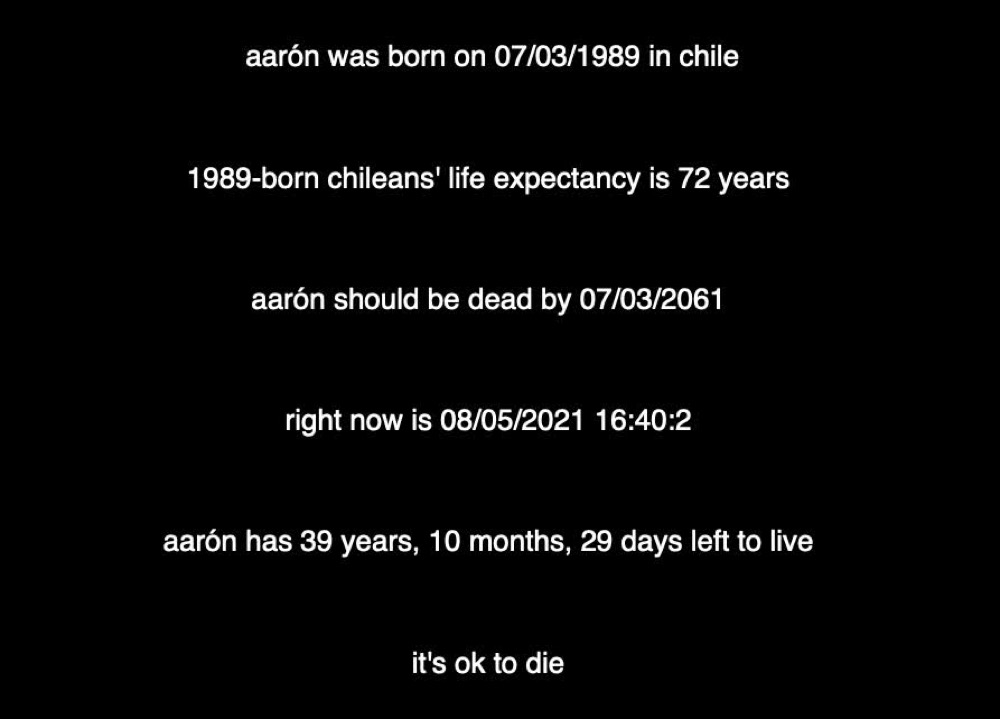 aarón was born on 07/03/1989 in chile
1989-born chileans' life expectancy is 72 years
aarón should be dead by 07/03/2061
right now is 08/05/2021 16:40:2
aarón has 39 years, 10 months, 29 days left to live
it's ok to die